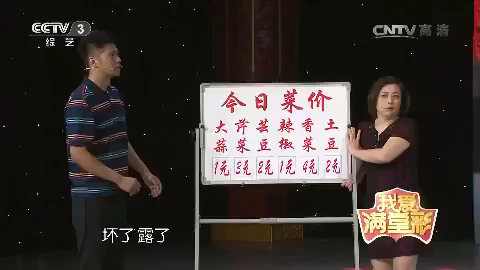 CCTV 3
综艺
CNTV 高清
今日菜价
大蒜 芹菜 芸豆 辣椒 香菜 土豆
1元 3元 2元 1元 4元 2元
我爱
满堂彩
坏了 露了